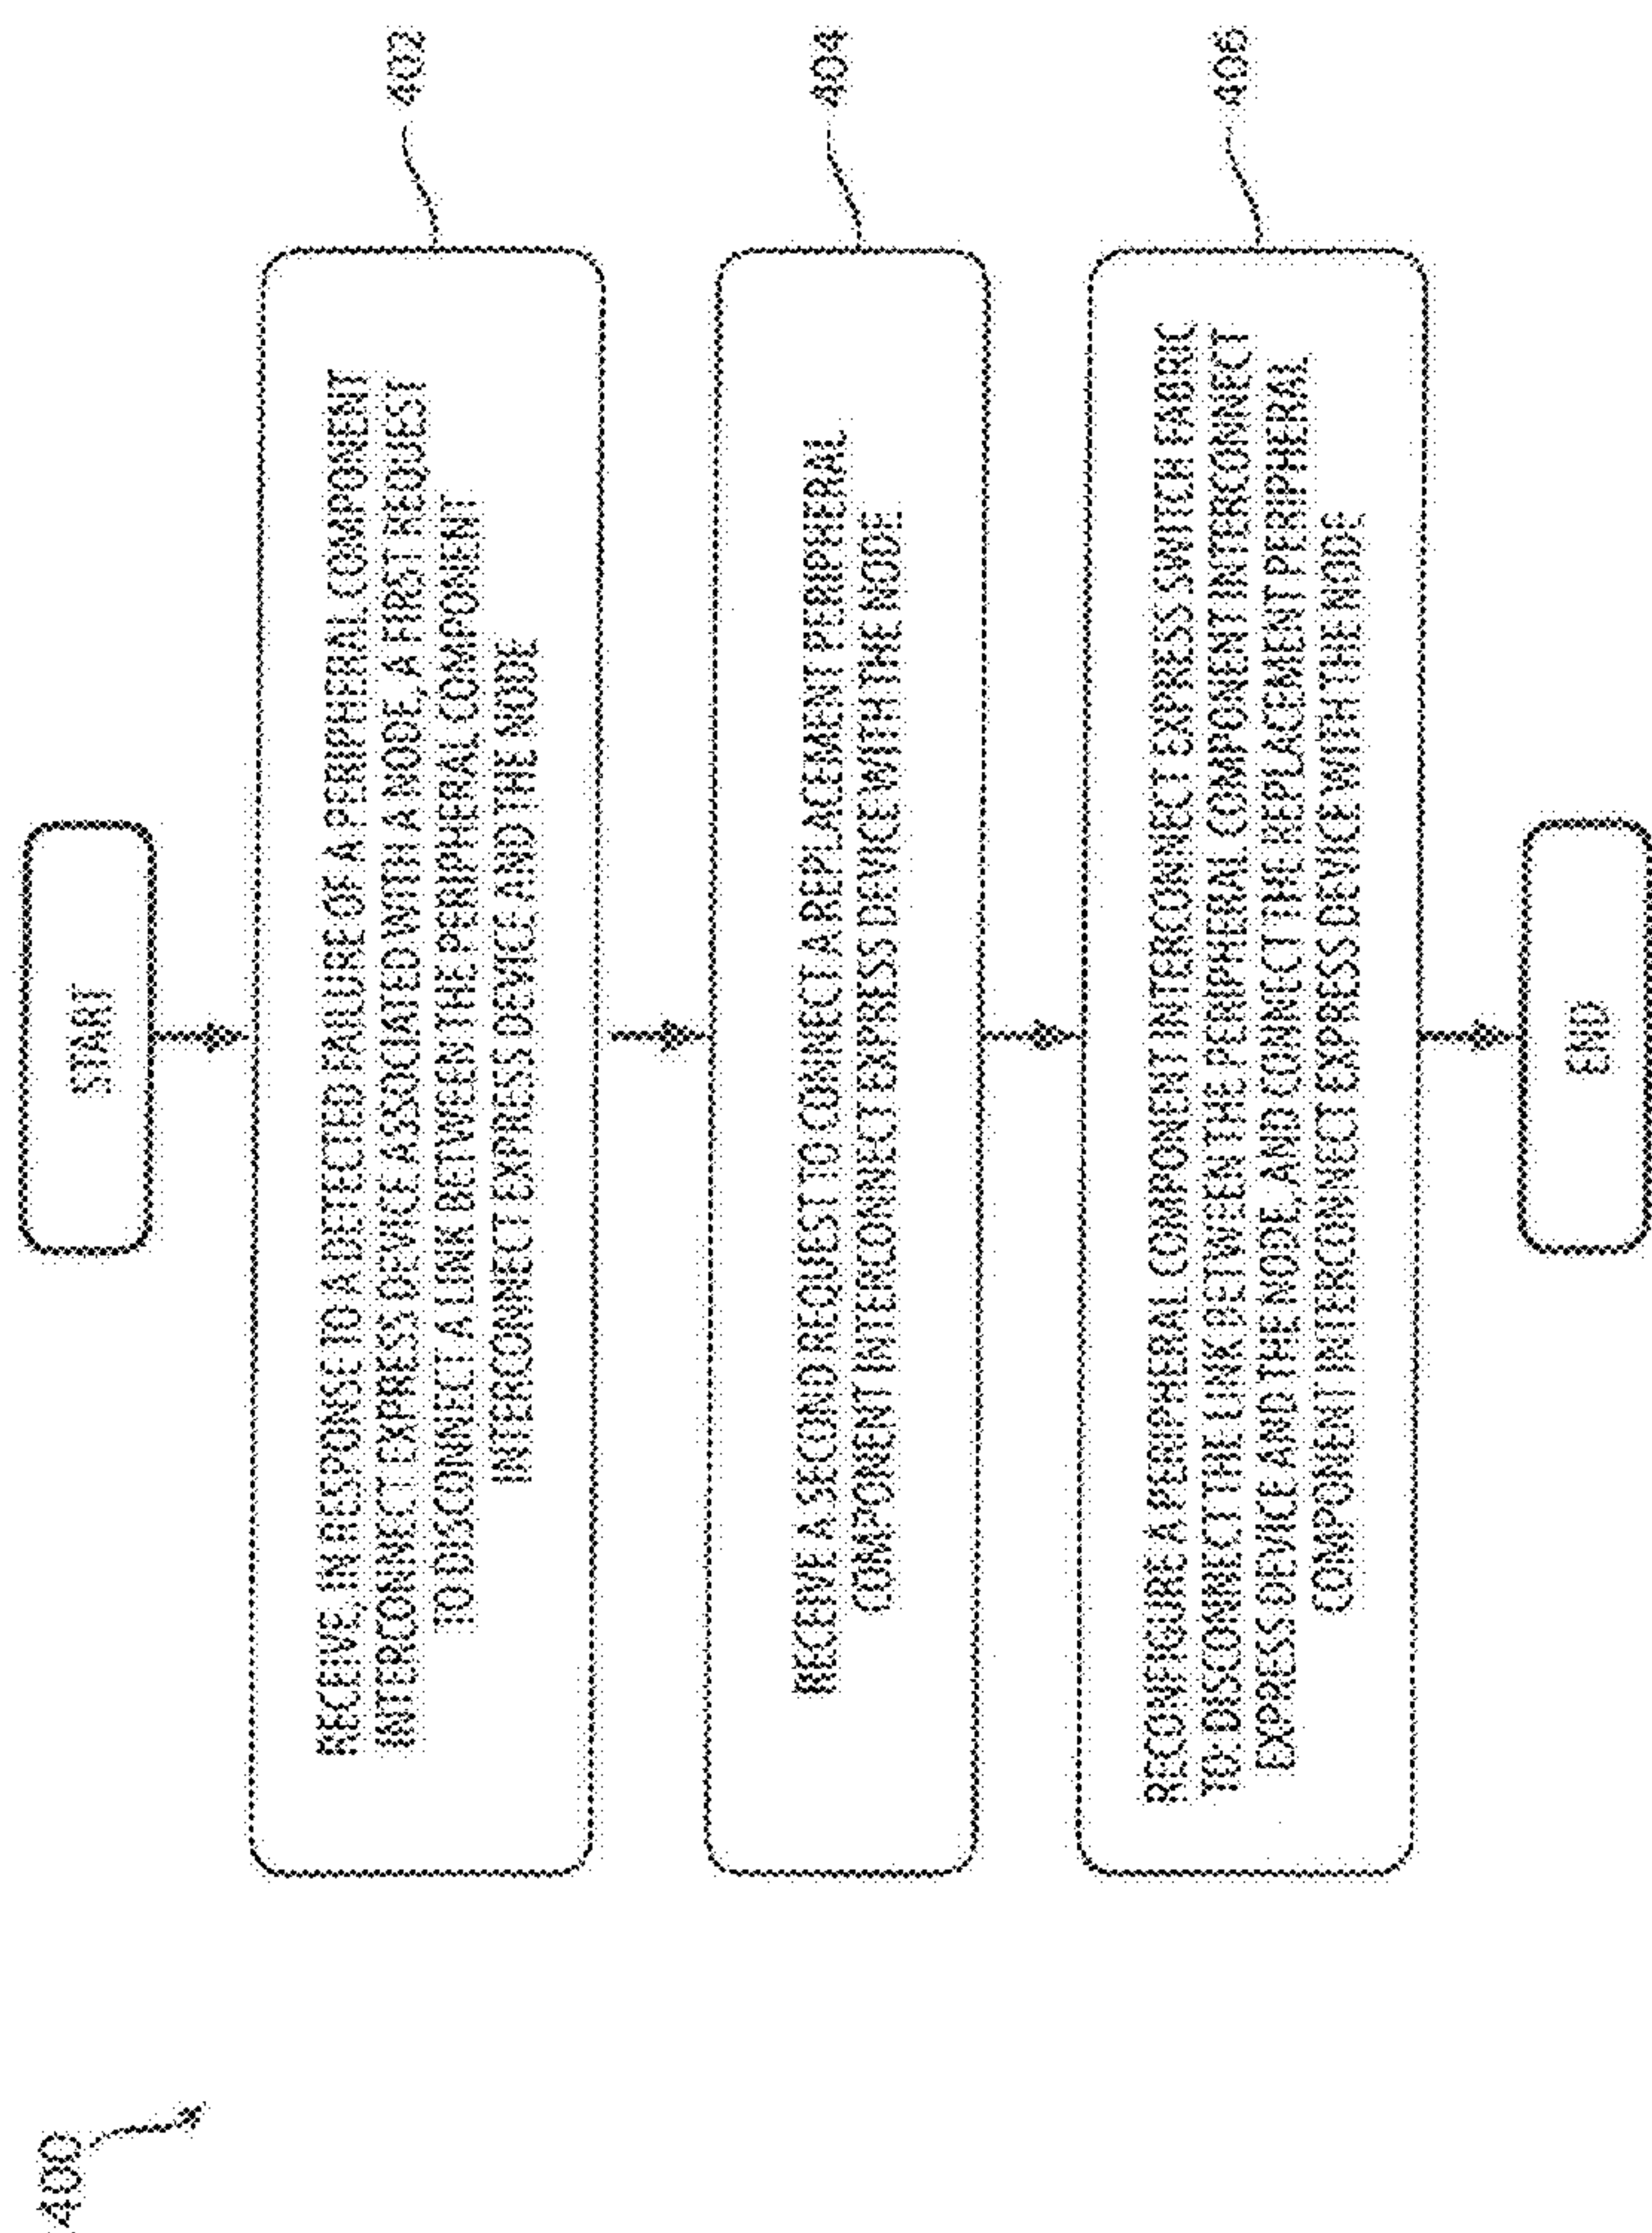 400
START
RECEIVE, IN RESPONSE TO A DETECTED FAILURE OF A PERIPHERAL COMPONENT
INTERCONNECT EXPRESS DEVICE ASSOCIATED WITH A NODE, A FIRST REQUEST
TO DISCONNECT A LINK BETWEEN THE PERIPHERAL COMPONENT
INTERCONNECT EXPRESS DEVICE AND THE NODE
402
RECEIVE A SECOND REQUEST TO CONNECT A REPLACEMENT PERIPHERAL
COMPONENT INTERCONNECT EXPRESS DEVICE WITH THE NODE
404
RECONFIGURE A PERIPHERAL COMPONENT INTERCONNECT EXPRESS SWITCH FABRIC
TO DISCONNECT THE LINK BETWEEN THE PERIPHERAL COMPONENT INTERCONNECT
EXPRESS DEVICE AND THE NODE, AND CONNECT THE REPLACEMENT PERIPHERAL
COMPONENT INTERCONNECT EXPRESS DEVICE WITH THE NODE
406
END